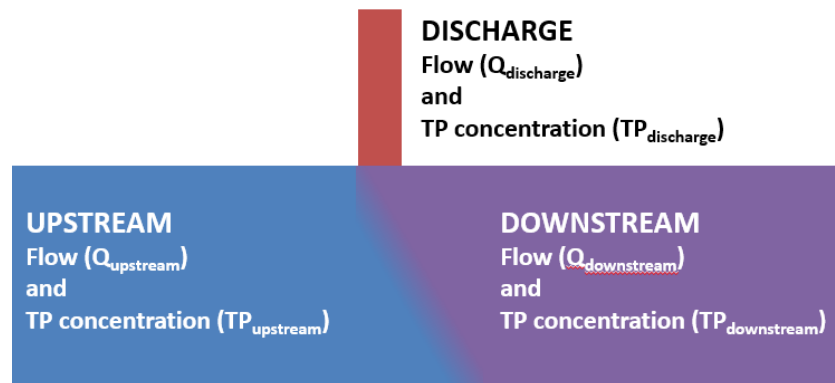 DISCHARGE
Flow (Qdischarge)
and
TP concentration (TPdischarge)
UPSTREAM
Flow (Qupstream)
and
TP concentration (TPupstream)
DOWNSTREAM
Flow (Qdownstream)
and
TP concentration (TPdownstream)